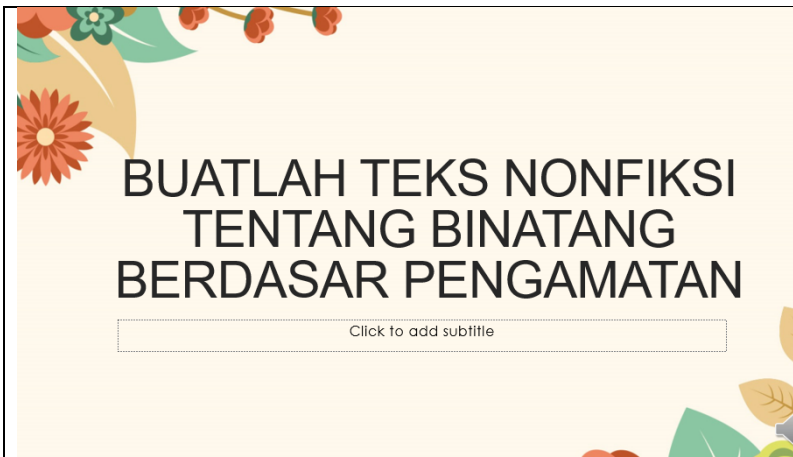 BUATLAH TEKS NONFIKSI
TENTANG BINATANG
BERDASAR PENGAMATAN
Click to add subtitle